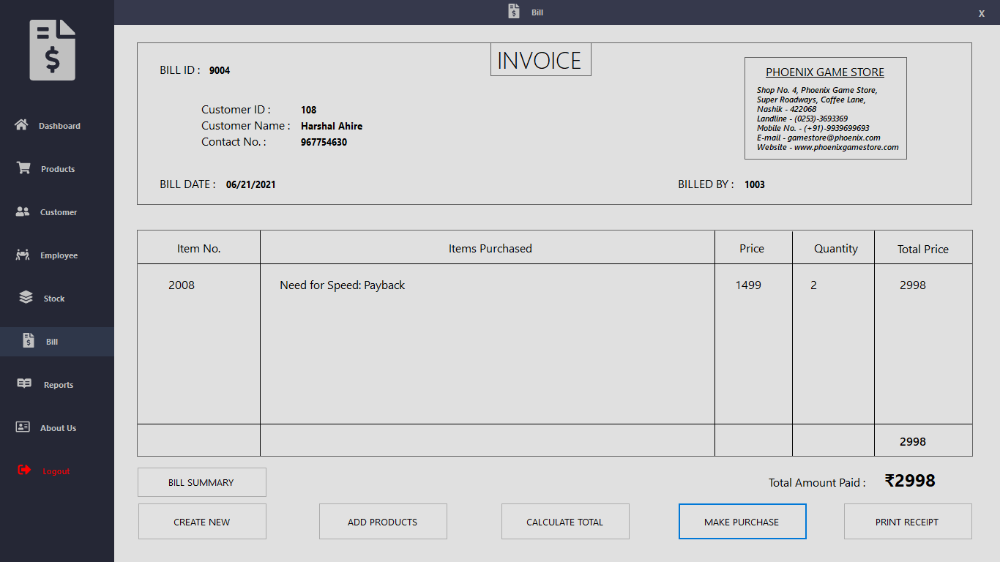 Bill
X
$
Dashboard
Products
Customer
Employee
Stock
$ Bill
Reports
About Us
Logout
INVOICE
BILL ID : 9004
Customer ID : 108
Customer Name : Harshal Ahire
Contact No. : 967754630
BILL DATE : 06/21/2021
PHOENIX GAME STORE
Shop No. 4, Phoenix Game Store,
Super Roadways, Coffee Lane,
Nashik - 422068
Landline - (0253)-3693369
Mobile No. - (+91)-9939699693
E-mail - gamestore@phoenix.com
Website - www.phoenixgamestore.com
BILLED BY : 1003
Item No. Items Purchased Price Quantity Total Price
2008 Need for Speed: Payback 1499 2 2998
2998
BILL SUMMARY
Total Amount Paid : ₹2998
CREATE NEW
ADD PRODUCTS
CALCULATE TOTAL
MAKE PURCHASE
PRINT RECEIPT